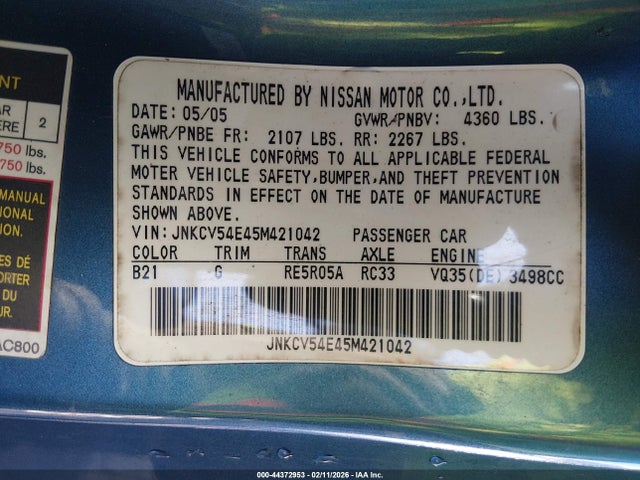 ENT
AR
ERE 2
750 lbs.
750 lbs.
MANUAL
IONAL
ION.
S DE
ORTER
DU
UR.
AC800
MANUFACTURED BY NISSAN MOTOR CO.,LTD.
DATE: 05/05 GVWR/PNBV: 4360 LBS.
GAWR/PNBE FR: 2107 LBS. RR: 2267 LBS.
THIS VEHICLE CONFORMS TO ALL APPLICABLE FEDERAL
MOTER VEHICLE SAFETY,BUMPER,AND THEFT PREVENTION
STANDARDS IN EFFECT ON THE DATE OF MANUFACTURE
SHOWN ABOVE.
VIN: JNKCV54E45M421042 PASSENGER CAR
COLOR TRIM TRANS AXLE ENGINE
B21 G RE5R05A RC33 VQ35(DE) 3498CC
JNKCV54E45M421042
000-44372953 - 02/11/2026 - IAA Inc.